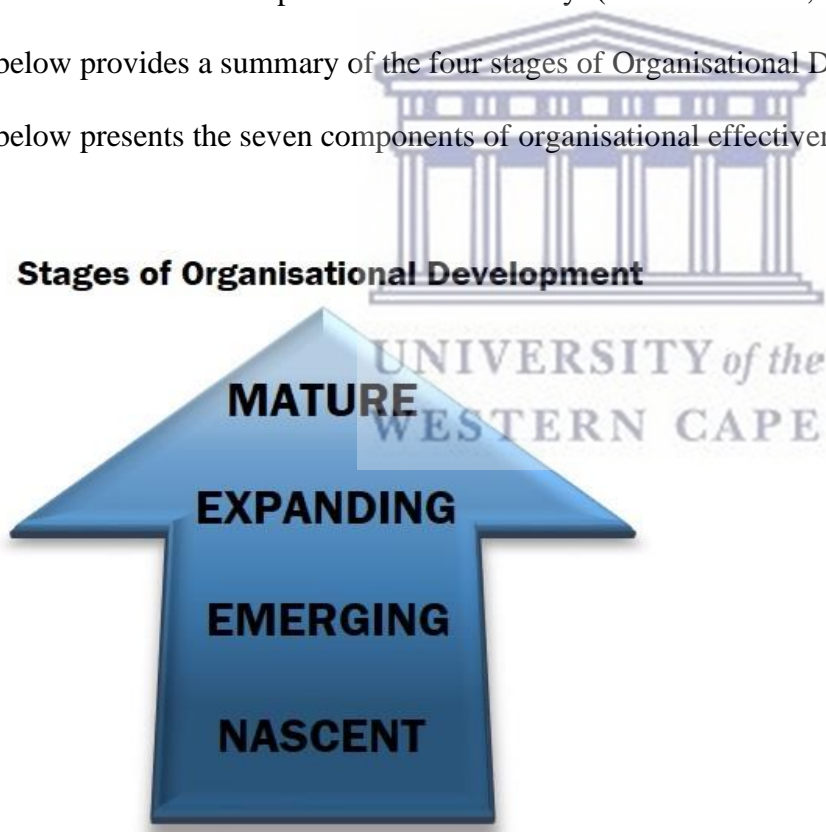 below provides a summary of the four stages of Organisational D
below presents the seven components of organisational effectiver
Stages of Organisational Development
UNIVERSITY of the
WESTERN CAPE
MATURE
EXPANDING
EMERGING
NASCENT